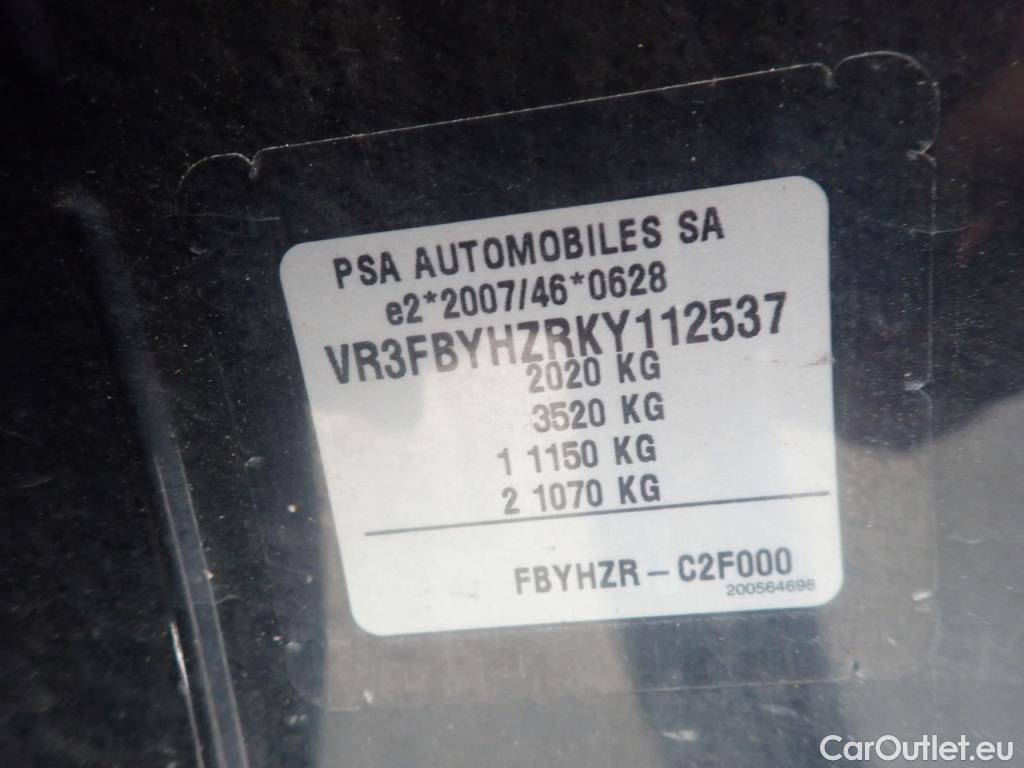 PSA AUTOMOBILES SA
e2*2007/46*0628
VR3FBYHZRKY112537
2020 KG
3520 KG
1 1150 KG
2 1070 KG
FBYHZR – C2F000
200564698
CarOutlet.eu